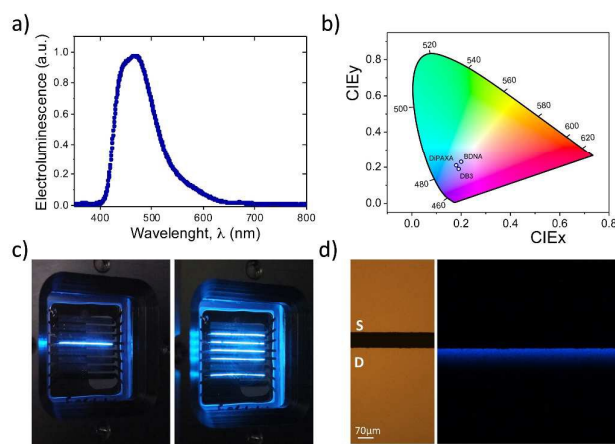 a)
b)
Electroluminescence (a.u.)
1.0
0.8
0.6
0.4
0.2
0.0
400
500
600
700
800
Wavelenght, λ (nm)
CIEy
0.8
0.6
0.4
0.2
0.0
520
540
560
500
580
600
620
DiPAXA
BDNA
DB3
480
460
0.0
0.2
0.4
0.6
0.8
CIEx
c)
d)
S
D
70μm